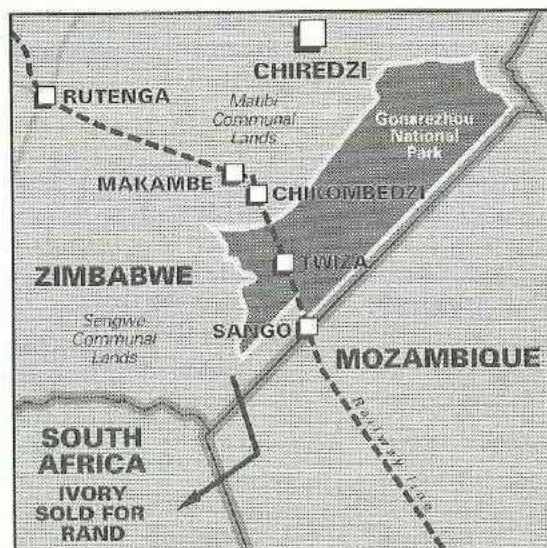 CHIREDZI
RUTENGA
Matibi
Communal
Lands
Gonarezhou
National
Park
MAKAMBE
CHIKOMBEDZI
ZIMBABWE
TWIZA
Sengwe
Communal
Lands
SANGO
MOZAMBIQUE
Railway line
SOUTH
AFRICA
IVORY
SOLD FOR
RAND